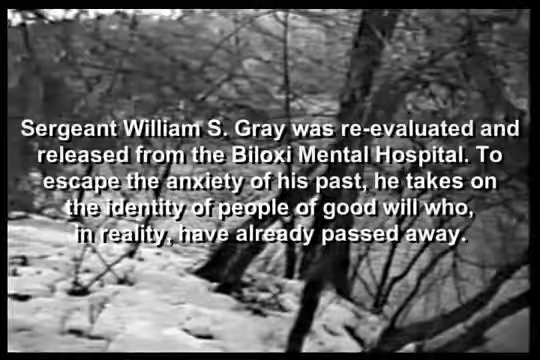 Sergeant William S. Gray was re-evaluated and
released from the Biloxi Mental Hospital. To
escape the anxiety of his past, he takes on
the identity of people of good will who,
in reality, have already passed away.